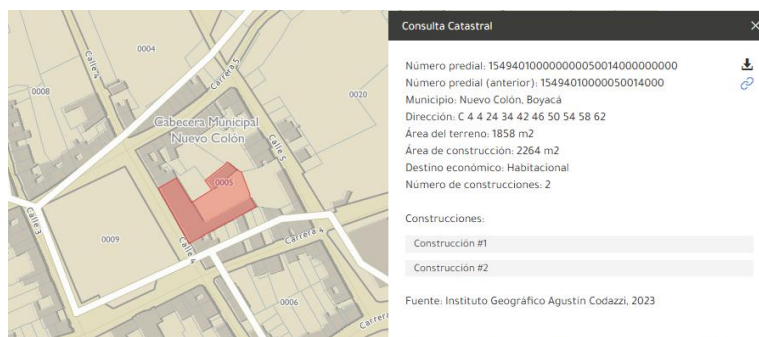 0004
Calle 4
Carrera 5
0008
0020
Cabecera Municipal
Nuevo Colón
Calle 5
0005
Calle 3
0009
Calle 4
Carrera 4
0006
Carrera
Consulta Catastral
Número predial: 154940100000000050014000000000
Número predial (anterior): 15494010000050014000
Municipio: Nuevo Colón, Boyacá
Dirección: C 4 4 24 34 42 46 50 54 58 62
Área del terreno: 1858 m2
Área de construcción: 2264 m2
Destino económico: Habitacional
Número de construcciones: 2
Construcciones:
Construcción #1
Construcción #2
Fuente: Instituto Geográfico Agustín Codazzi, 2023